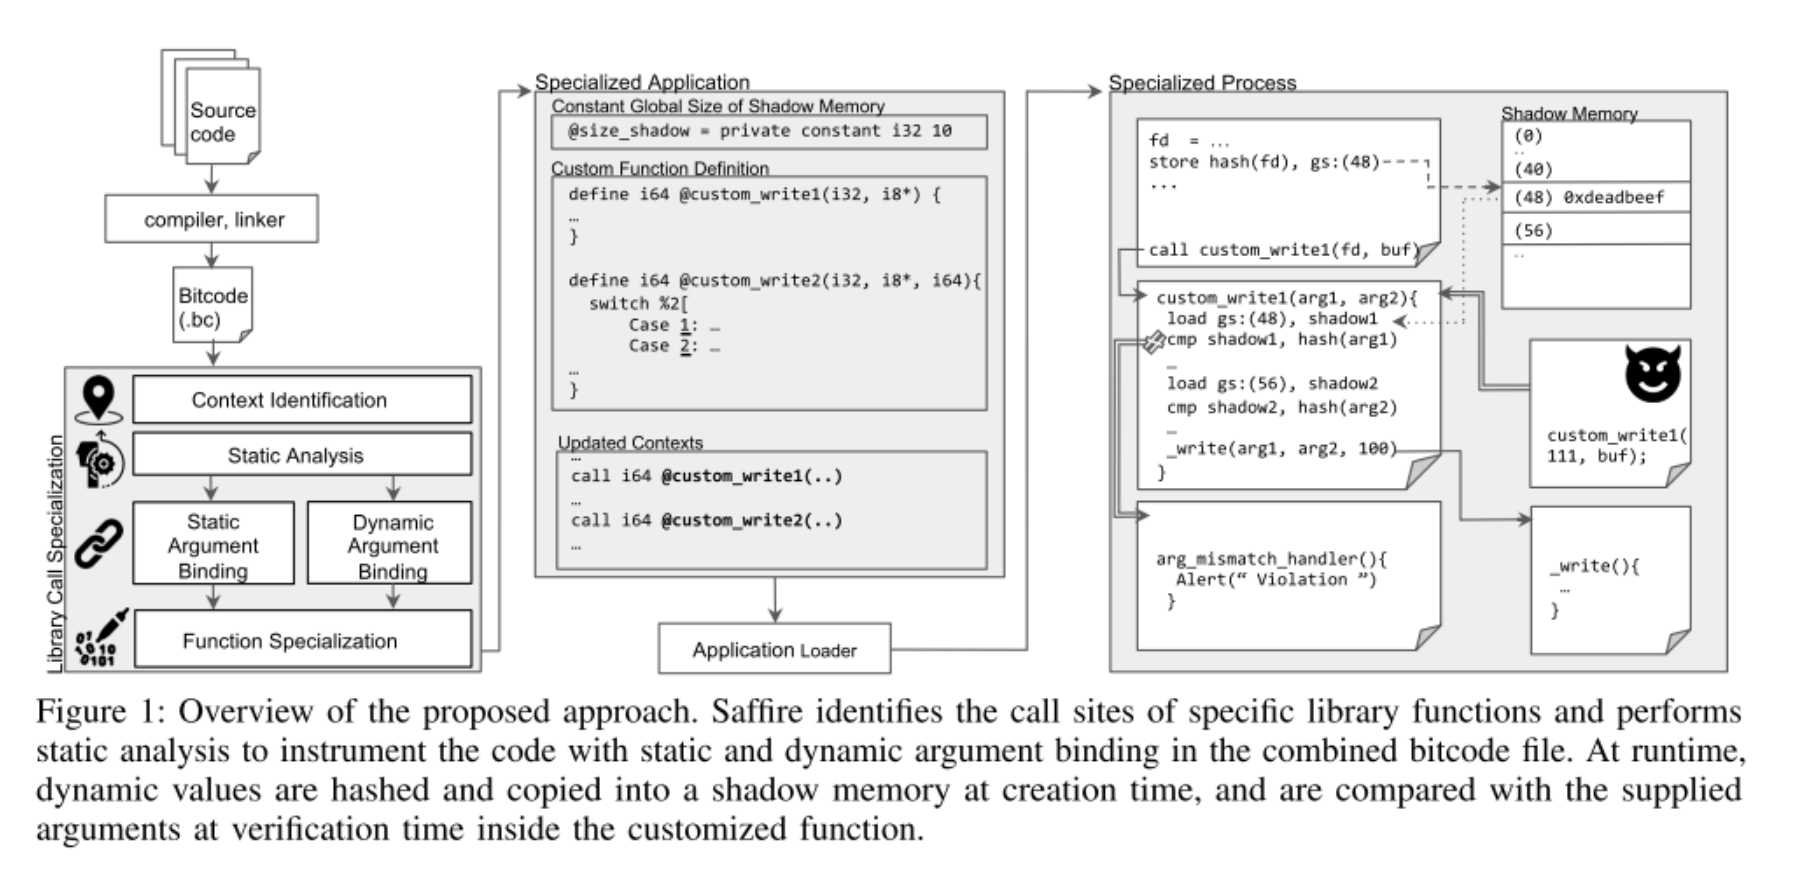 Source
code
compiler, linker
Bitcode
(.bc)
Library Call Specialization
Context Identification
Static Analysis
Static
Argument
Binding
Dynamic
Argument
Binding
01
10
0101
Function Specialization
Specialized Application
Constant Global Size of Shadow Memory
@size_shadow = private constant i32 10
Custom Function Definition
define i64 @custom_write1(i32, i8*) {
…
}
define i64 @custom_write2(i32, i8*, i64){
switch %2[
Case 1: …
Case 2: …
…
}
Updated Contexts
…
call i64 @custom_write1(..)
…
call i64 @custom_write2(..)
…
Application Loader
Specialized Process
fd = ...
store hash(fd), gs:(48)
...
call custom_write1(fd, buf)
custom_write1(arg1, arg2){
load gs:(48), shadow1
cmp shadow1, hash(arg1)
…
load gs:(56), shadow2
cmp shadow2, hash(arg2)
…
_write(arg1, arg2, 100)
}
arg_mismatch_handler(){
Alert(“ Violation ”)
}
Shadow Memory
(0)
..
(40)
(48) 0xdeadbeef
(56)
..
custom_write1(
111, buf);
_write(){
…
}
Figure 1: Overview of the proposed approach. Saffire identifies the call sites of specific library functions and performs
static analysis to instrument the code with static and dynamic argument binding in the combined bitcode file. At runtime,
dynamic values are hashed and copied into a shadow memory at creation time, and are compared with the supplied
arguments at verification time inside the customized function.